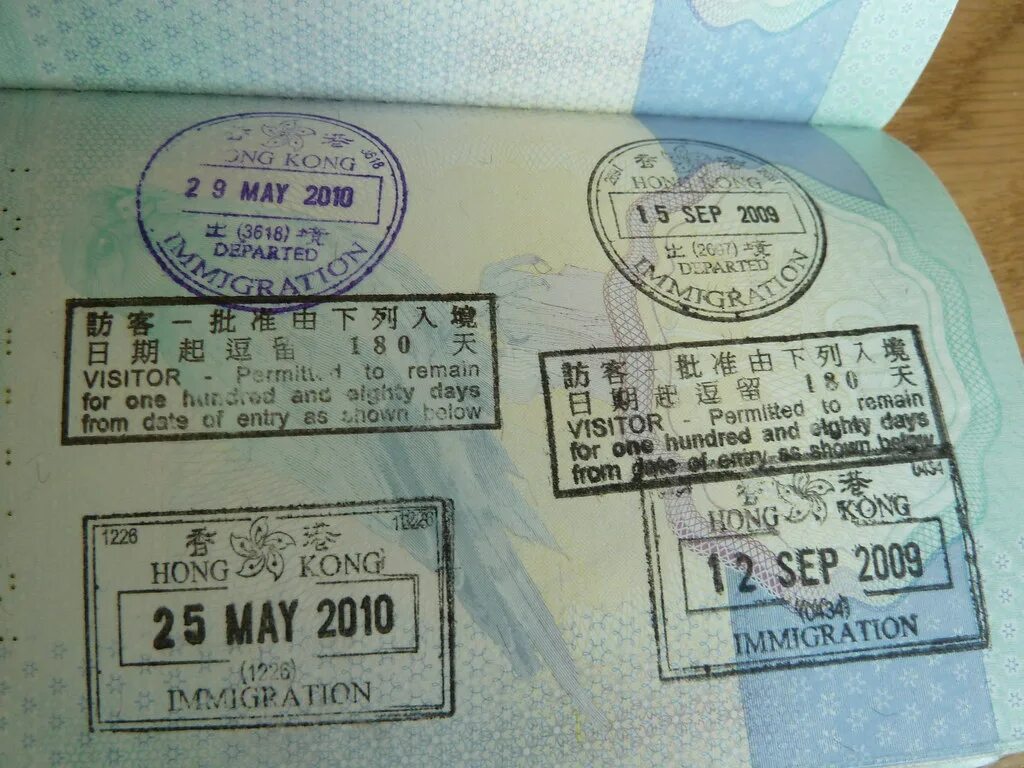 香 港
ONG KONG
3618
29 MAY 2010
出 (3618) 境
DEPARTED
IMMIGRATION
訪客－批准由下列入境
日期起逗留 180 天
VISITOR - to remain
for one hundred and eighty days
from date of entry as shown below
1226
香 港
HONG KONG
25 MAY 2010
(1226)
IMMIGRATION
香 港
HONG KONG
15 SEP 2009
出 境
DEPARTED
IMMIGRATION
訪客－批准由下列入境
日期起逗留 180 天
VISITOR - Permitted to remain
for one hundred and eighty days
from date of entry as shown below
香 港 0434
HONG KONG
12 SEP 2009
(0434)
IMMIGRATION